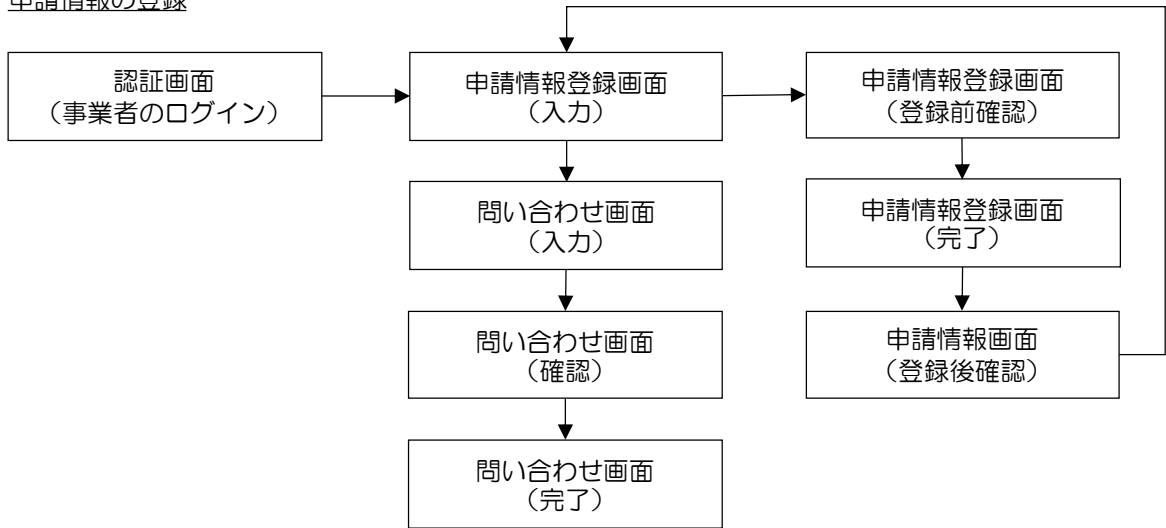 申請情報の登録
認証画面
（事業者のログイン）
申請情報登録画面
（入力）
申請情報登録画面
（登録前確認）
問い合わせ画面
（入力）
申請情報登録画面
（完了）
問い合わせ画面
（確認）
申請情報画面
（登録後確認）
問い合わせ画面
（完了）